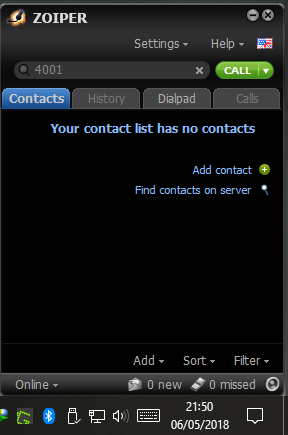 ZOIPER
Settings Help
4001 CALL
Contacts History Dialpad Calls
Your contact list has no contacts
Add contact
Find contacts on server
Add Sort Filter
Online 0 new 0 missed
21:50
06/05/2018